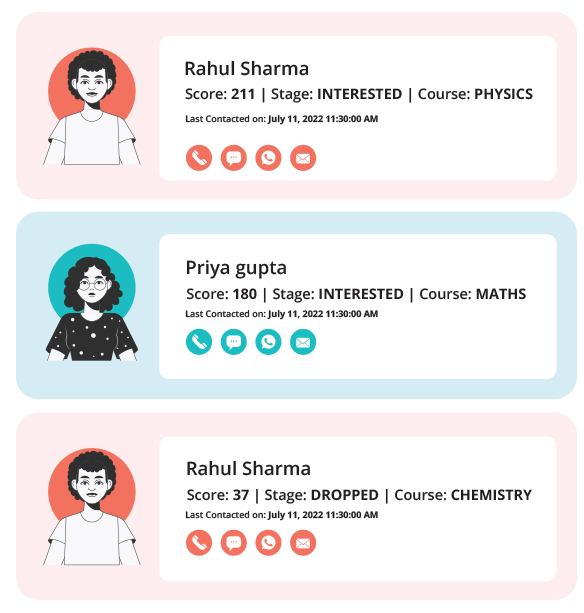 Rahul Sharma
Score: 211 | Stage: INTERESTED | Course: PHYSICS
Last Contacted on: July 11, 2022 11:30:00 AM
Priya gupta
Score: 180 | Stage: INTERESTED | Course: MATHS
Last Contacted on: July 11, 2022 11:30:00 AM
Rahul Sharma
Score: 37 | Stage: DROPPED | Course: CHEMISTRY
Last Contacted on: July 11, 2022 11:30:00 AM